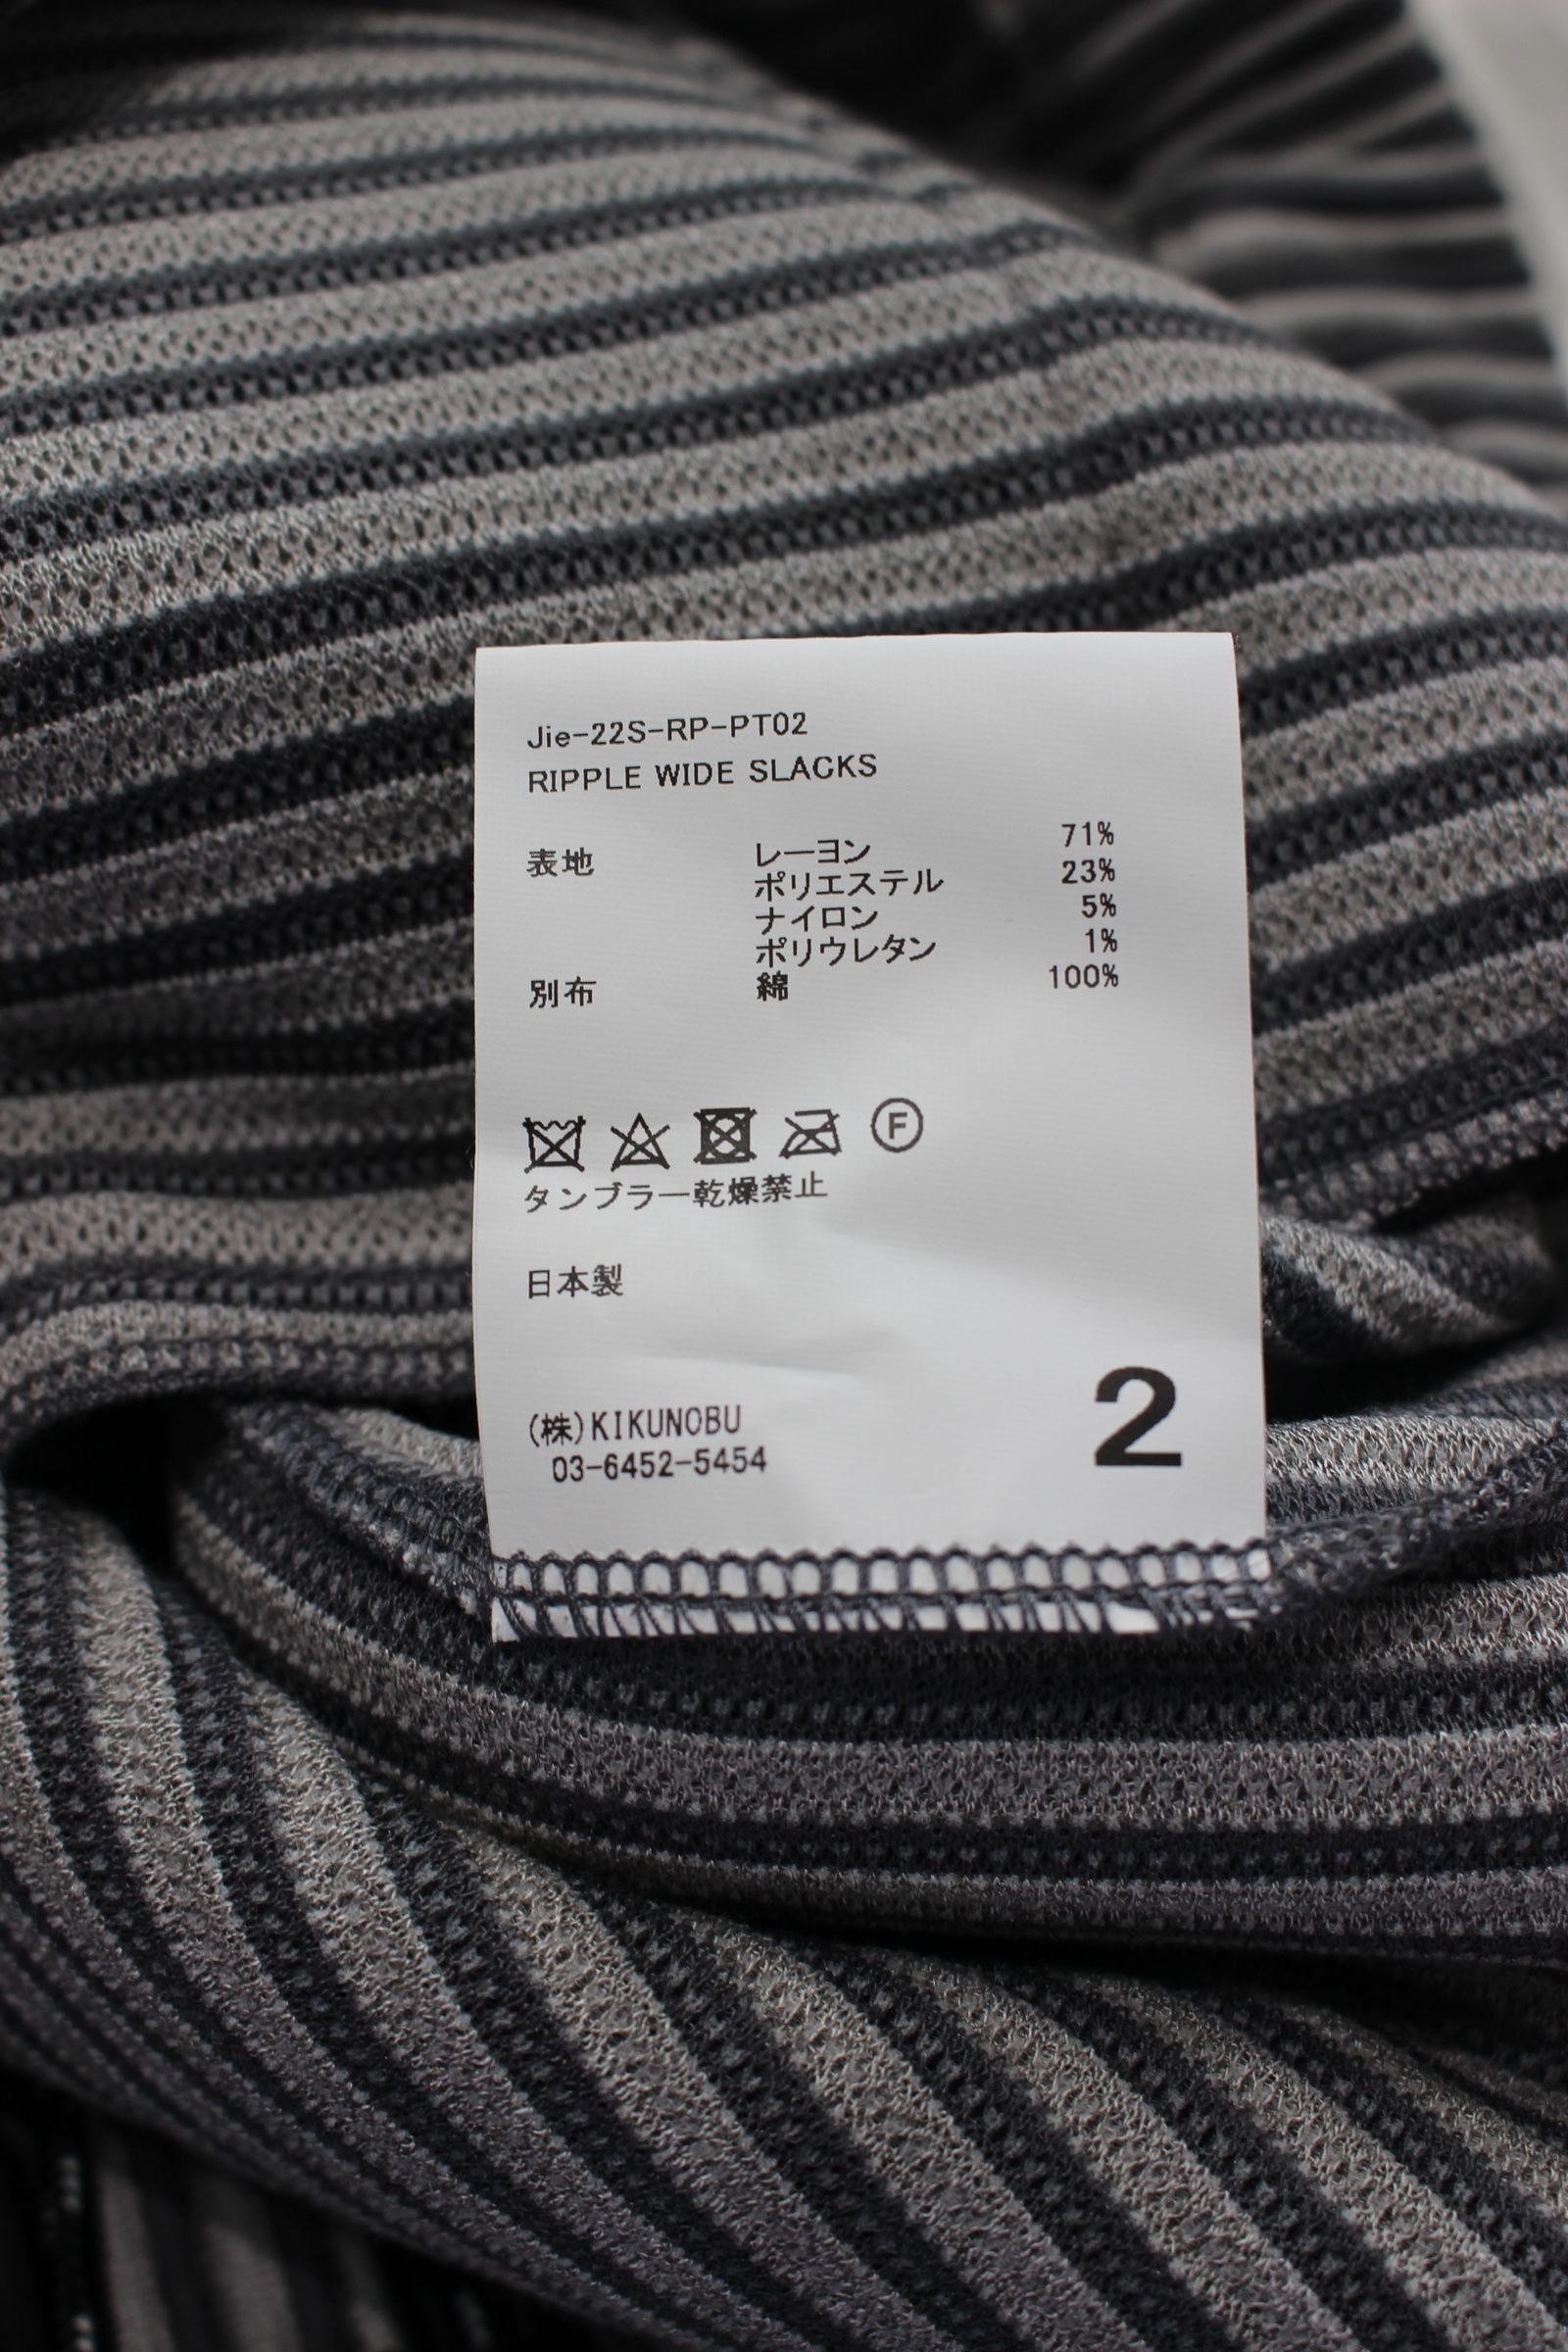 Jie-22S-RP-PT02
RIPPLE WIDE SLACKS
表地 レーヨン 71%
ポリエステル 23%
ナイロン 5%
ポリウレタン 1%
別布 綿 100%
F
タンブラー乾燥禁止
日本製
(株)KIKUNOBU
03-6452-5454
2